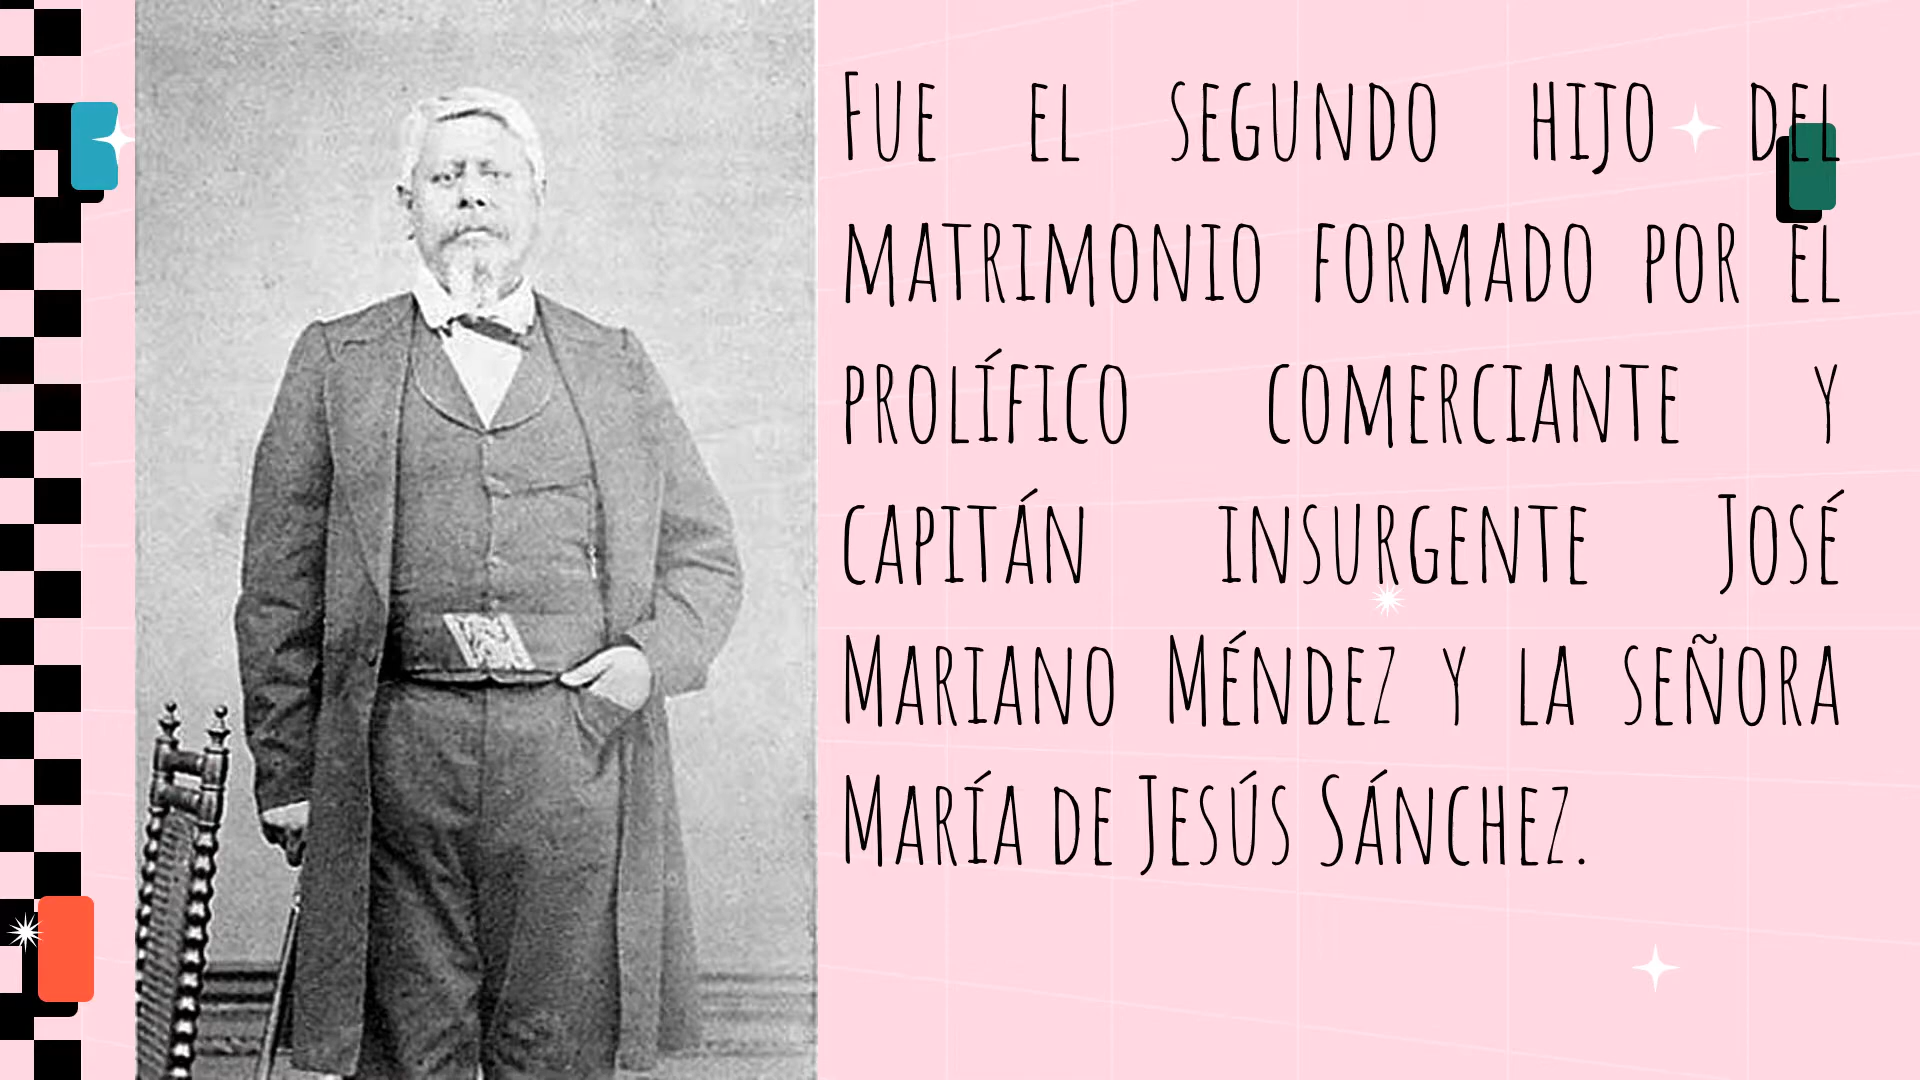 Fue el segundo hijo del
matrimonio formado por el
prolífico comerciante y
capitán insurgente José
Mariano Méndez y la señora
María de Jesús Sánchez.